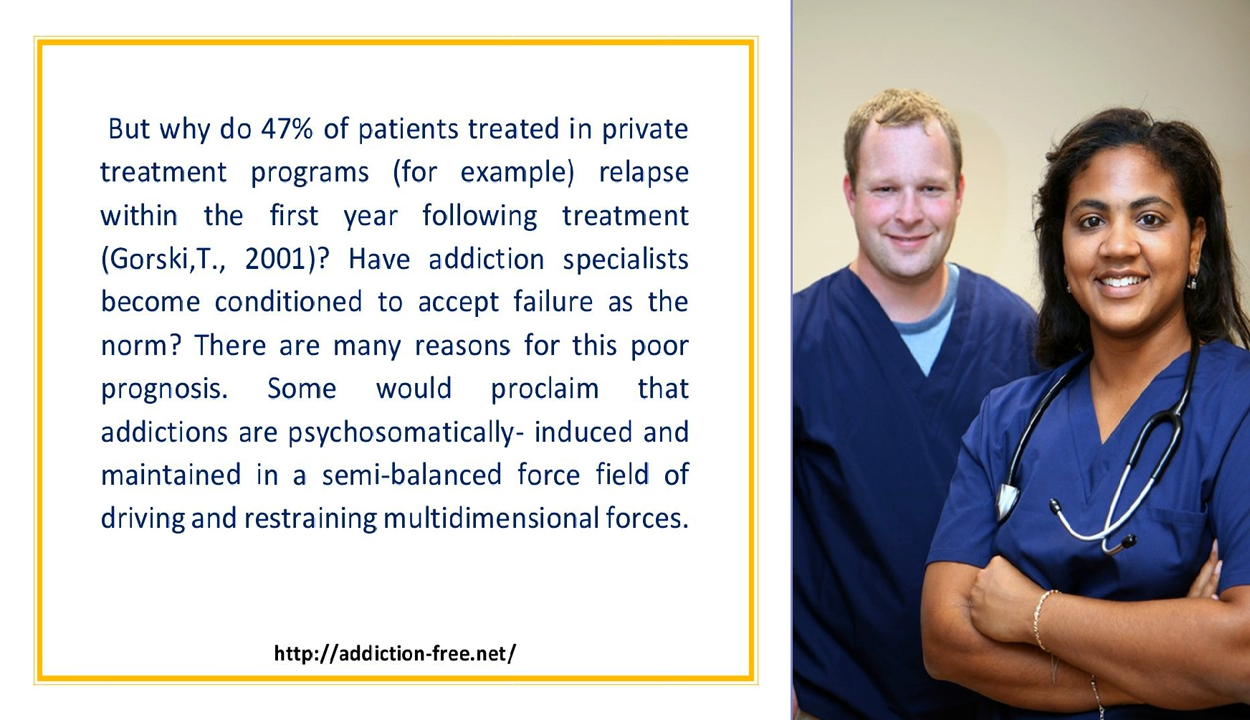 But why do 47% of patients treated in private
treatment programs (for example) relapse
within the first year following treatment
(Gorski,T., 2001)? Have addiction specialists
become conditioned to accept failure as the
norm? There are many reasons for this poor
prognosis. Some would proclaim that
addictions are psychosomatically- induced and
maintained in a semi-balanced force field of
driving and restraining multidimensional forces.
http://addiction-free.net/